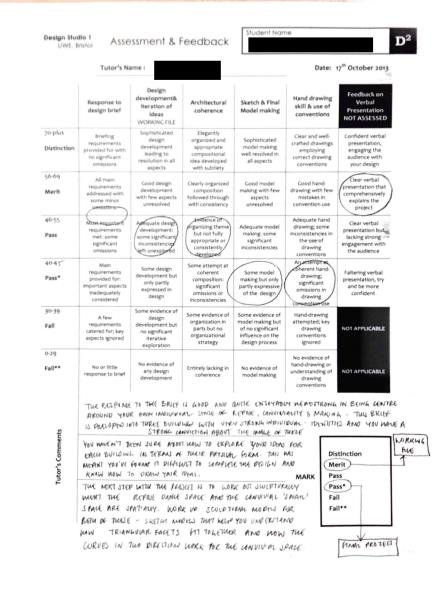 Design Studio 1
UWE, Bristol
Assessment & Feedback
Student Name
D²
Tutor's Name :
Date: 17th October 2013
Response to design brief
Design development& iteration of ideas
WORKING FILE
Architectural coherence
Sketch & Final Model making
Hand drawing skill & use of conventions
Feedback on Verbal Presentation NOT ASSESSED
70-plus
Distinction
Briefing requirements provided for with no significant omissions
Sophisticated design development leading to resolution in all aspects
Elegantly organized and appropriate compositional idea developed with subtlety
Sophisticated model making well resolved in all aspects
Clear and well-crafted drawings employing correct drawing conventions
Confident verbal presentation, engaging the audience with your design
56-69
Merit
All main requirements addressed with some minor omissions
Good design development with few aspects unresolved
Clearly organized composition followed through with consistency
Good model making with few aspects unresolved
Good hand drawing with few mistakes in convention use
Clear verbal presentation that comprehensively explains the project
46-55
Pass
Most important requirements met: some significant omissions
Adequate design development: some significant inconsistencies left unexplored
Evidence of organizing theme but not fully appropriate or consistently developed
Adequate model making: some significant inconsistencies
Adequate hand drawing; some inconsistencies in the use of drawing conventions
Clear verbal presentation but lacking strong engagement with the audience
40-45
Pass*
Main requirements provided for: important aspects inadequately considered
Some design development but only partly expressed in design
Some attempt at coherent composition: significant omissions or inconsistencies
Some model making but only partly expressive of the design
An attempt at coherent hand drawing; significant omissions in drawing convention use
Faltering verbal presentation, try and be more confident
30-39
Fail
A few requirements catered for; key aspects ignored
Some evidence of design development but no significant iterative exploration
Some evidence of organization in parts but no organizational strategy
Some evidence of model making but of no significant influence on the design process
Hand-drawing attempted; key drawing conventions ignored
NOT APPLICABLE
0-29
Fail**
No or little response to brief
No evidence of any design development
Entirely lacking in coherence
Entirely lacking in models
No evidence of hand-drawing or understanding of drawing conventions
NOT APPLICABLE
Tutor's Comments
THE RESPONSE TO THE BRIEF IS GOOD AND QUITE ENJOYABLE HEADSTRONG IN BEING CENTRE
AROUND YOUR OWN INDIVIDUAL SENSE OF REFUGE, CONVIVIALITY & MAKING - THE BRIEF
IS DEVELOPED INTO THREE BUILDINGS WITH VERY STRONG INDIVIDUAL IDENTITIES AND YOU HAVE A
STRONG CONVICTION ABOUT THE IMAGE OF THESE
YOU HAVEN'T BEEN SURE ABOUT HOW TO EXPLORE YOUR IDEAS FOR
EACH BUILDING IN TERMS OF THEIR PHYSICAL FORM. THIS HAS
MEANT YOU'VE FOUND IT DIFFICULT TO COMPLETE THE DESIGN AND
KNOW HOW TO DRAW YOUR IDEAS.
THE NEXT STEP WITH THE PROJECT IS TO WORK OUT SCULPTURALLY
WHAT THE REFUGE DANCE SPACE AND THE CONVIVIAL
SPACE ARE SPATIALLY. WORK UP SCULPTURAL MODELS FOR
BOTH OF THESE - SKETCH MODELS THAT HELP YOU UNDERSTAND
HOW TRIANGULAR FACETS FIT TOGETHER AND HOW THE
CURVES IN TWO DIRECTION WORK FOR THE CONVIVIAL SPACE
MARK
Distinction
Merit
Pass
Pass*
Fail
Fail**
WORKING FILE
FINAL PROJECT